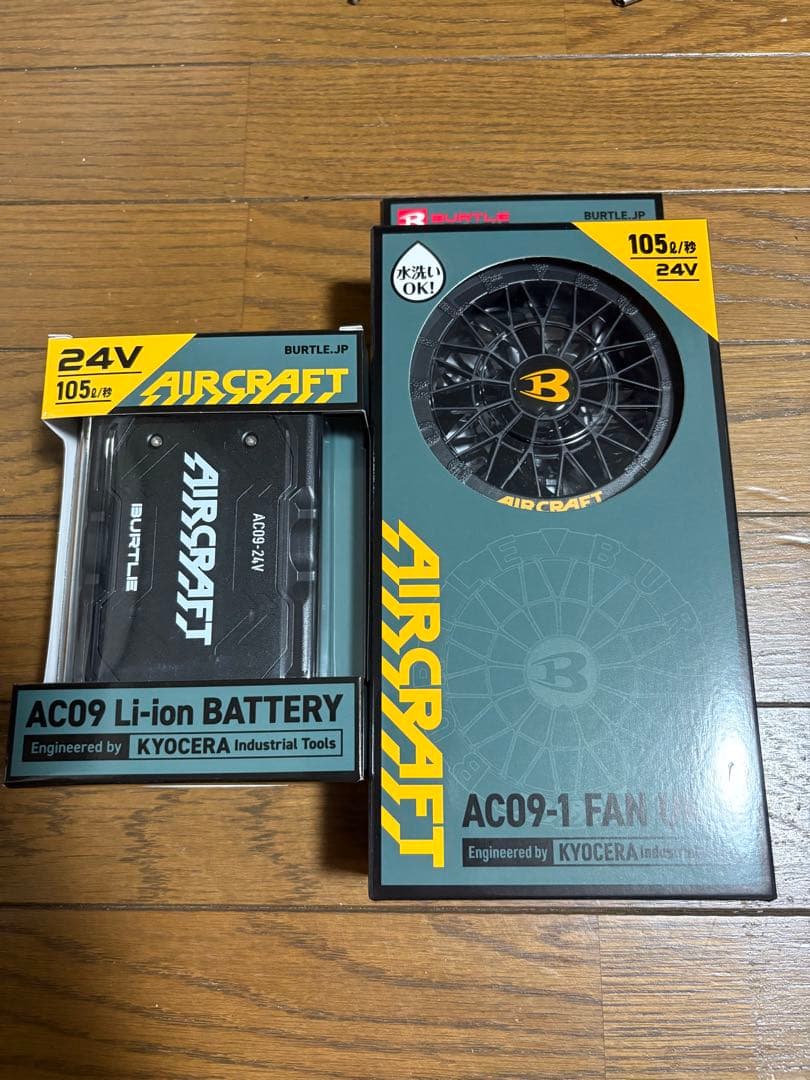 BURTLE
BURTLE.JP
水洗い
OK!
105ℓ/秒
24V
B
AIRCRAFT
AIRCRAFT
B
AC09-1 FAN
Engineered by KYOCERA
24V
105ℓ/秒
BURTLE.JP
AIRCRAFT
BURTLE
AIRCRAFT
AC09-24V
AC09 Li-ion BATTERY
Engineered by KYOCERA Industrial Tools